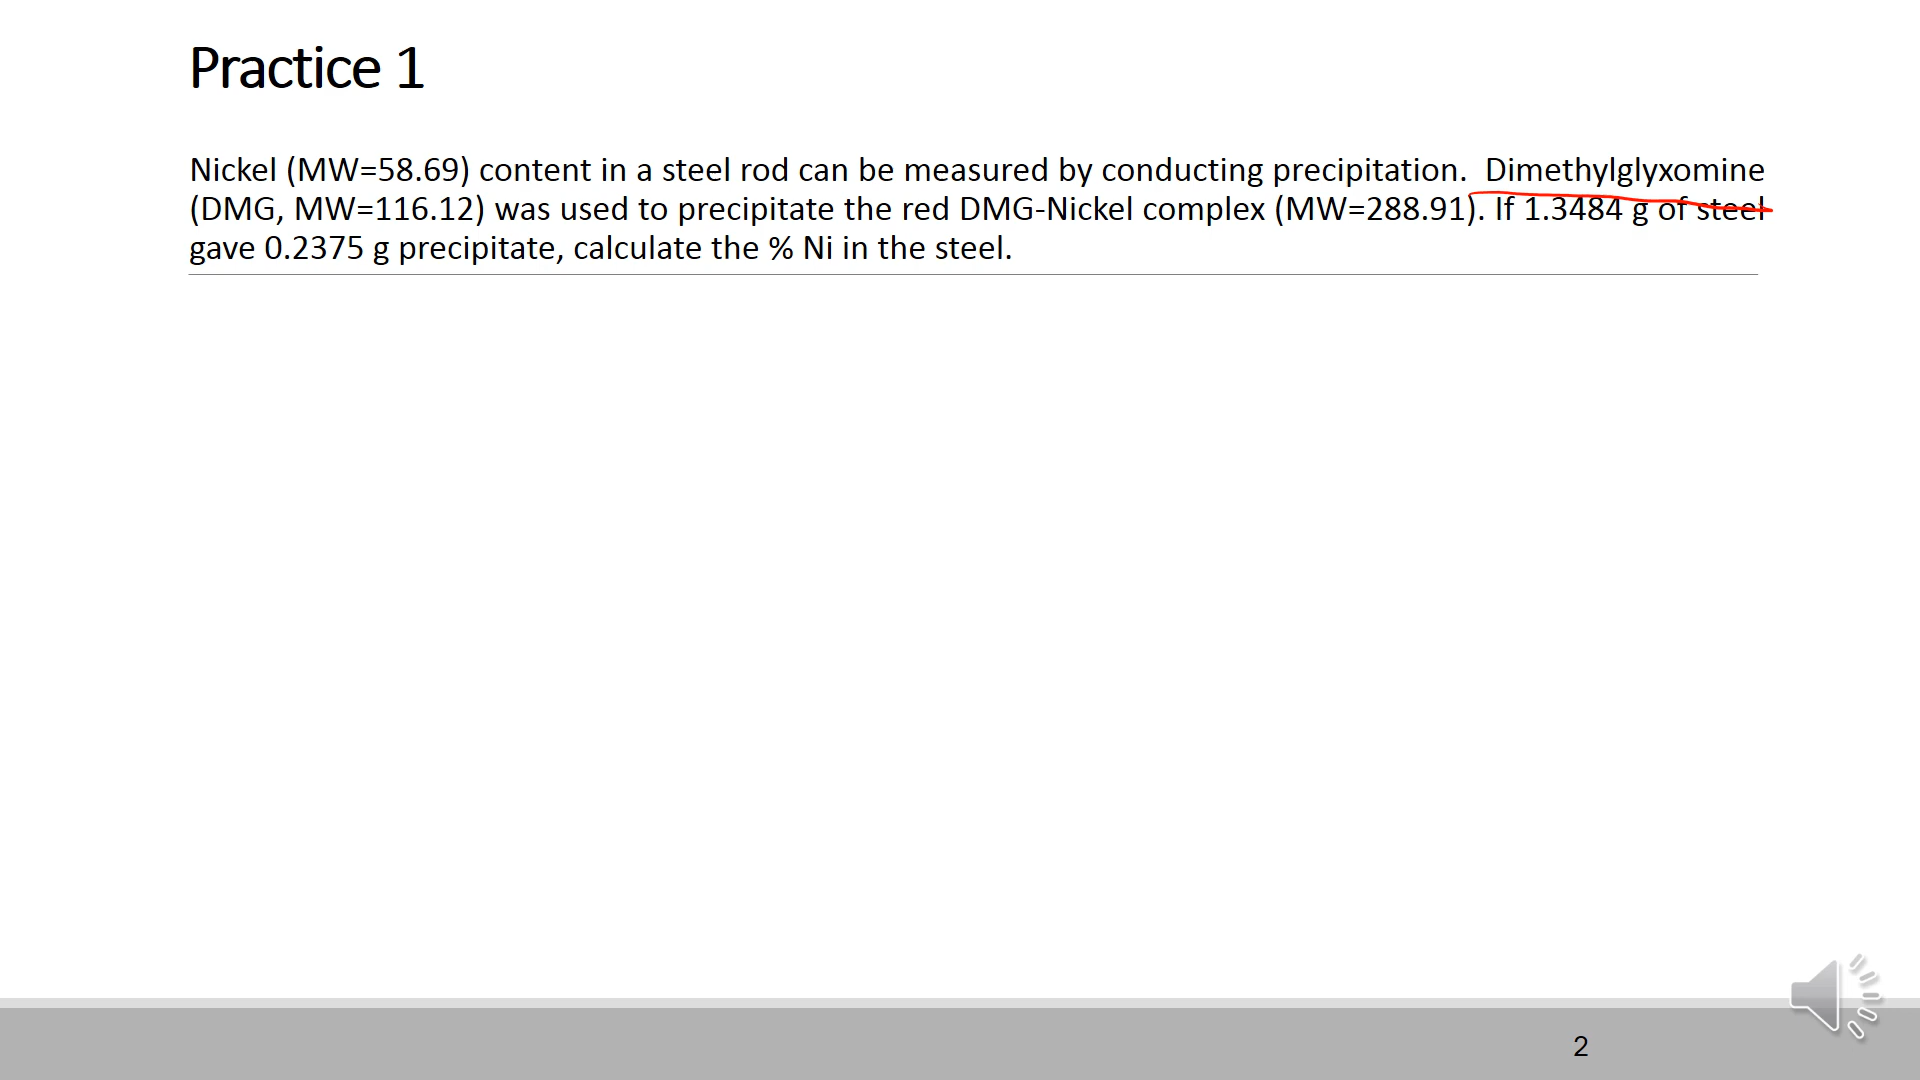 Practice 1
Nickel (MW=58.69) content in a steel rod can be measured by conducting precipitation.  Dimethylglyxomine
(DMG, MW=116.12) was used to precipitate the red DMG-Nickel complex (MW=288.91). If 1.3484 g of steel
gave 0.2375 g precipitate, calculate the % Ni in the steel.
2